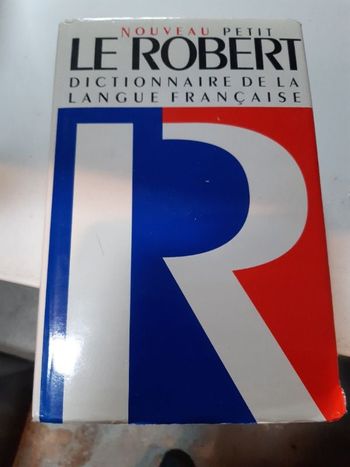 NOUVEAU PETIT
LE ROBERT
DICTIONNAIRE DE LA
LANGUE FRANÇAISE
R